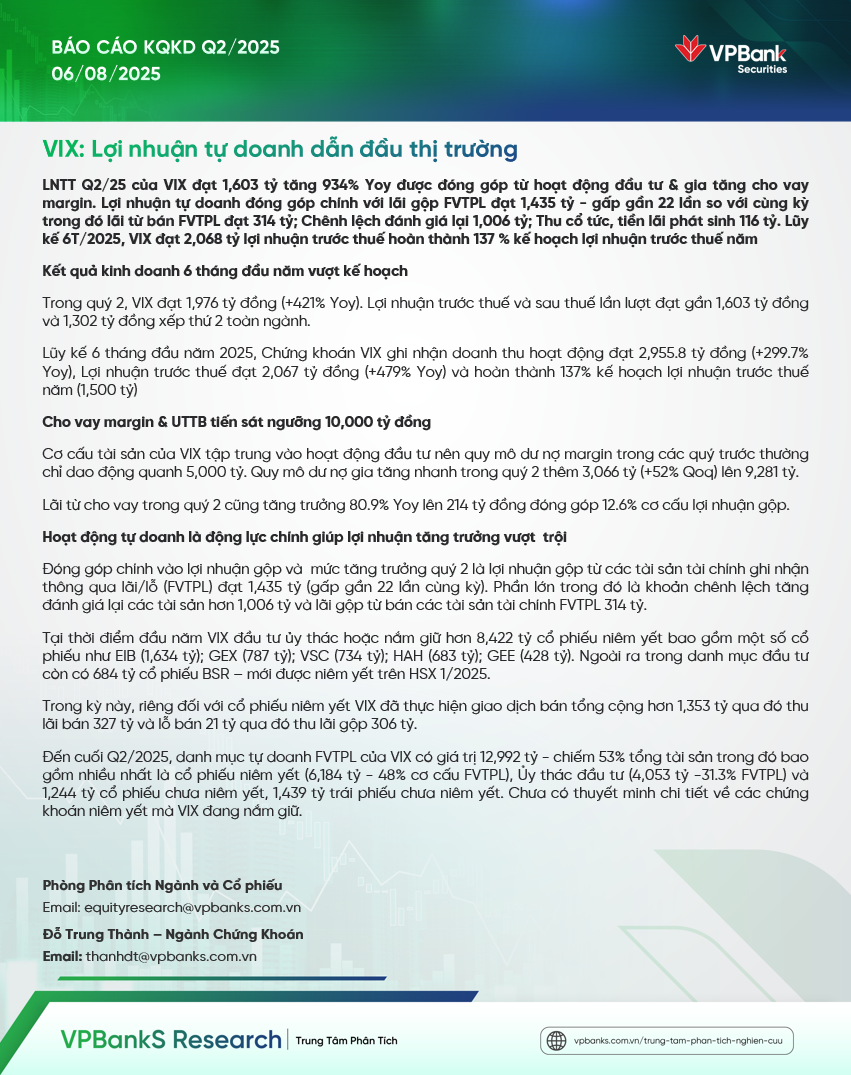 BÁO CÁO KQKD Q2/2025
06/08/2025
VPBank
Securities
VIX: Lợi nhuận tự doanh dẫn đầu thị trường
LNTT Q2/25 của VIX đạt 1,603 tỷ tăng 934% Yoy được đóng góp từ hoạt động đầu tư & gia tăng cho vay
margin. Lợi nhuận tự doanh đóng góp chính với lãi gộp FVTPL đạt 1,435 tỷ - gấp gần 22 lần so với cùng kỳ
trong đó lãi từ bán FVTPL đạt 314 tỷ; Chênh lệch đánh giá lại 1,006 tỷ; Thu cổ tức, tiền lãi phát sinh 116 tỷ. Lũy
kế 6T/2025, VIX đạt 2,068 tỷ lợi nhuận trước thuế hoàn thành 137 % kế hoạch lợi nhuận trước thuế năm
Kết quả kinh doanh 6 tháng đầu năm vượt kế hoạch
Trong quý 2, VIX đạt 1,976 tỷ đồng (+421% Yoy). Lợi nhuận trước thuế và sau thuế lần lượt đạt gần 1,603 tỷ đồng
và 1,302 tỷ đồng xếp thứ 2 toàn ngành.
Lũy kế 6 tháng đầu năm 2025, Chứng khoán VIX ghi nhận doanh thu hoạt động đạt 2,955.8 tỷ đồng (+299.7%
Yoy), Lợi nhuận trước thuế đạt 2,067 tỷ đồng (+479% Yoy) và hoàn thành 137% kế hoạch lợi nhuận trước thuế
năm (1,500 tỷ)
Cho vay margin & UTTB tiến sát ngưỡng 10,000 tỷ đồng
Cơ cấu tài sản của VIX tập trung vào hoạt động đầu tư nên quy mô dư nợ margin trong các quý trước thường
chỉ dao động quanh 5,000 tỷ. Quy mô dư nợ gia tăng nhanh trong quý 2 thêm 3,066 tỷ (+52% Qoq) lên 9,281 tỷ.
Lãi từ cho vay trong quý 2 cũng tăng trưởng 80.9% Yoy lên 214 tỷ đồng đóng góp 12.6% cơ cấu lợi nhuận gộp.
Hoạt động tự doanh là động lực chính giúp lợi nhuận tăng trưởng vượt trội
Đóng góp chính vào lợi nhuận gộp và mức tăng trưởng quý 2 là lợi nhuận gộp từ các tài sản tài chính ghi nhận
thông qua lãi/lỗ (FVTPL) đạt 1,435 tỷ (gấp gần 22 lần cùng kỳ). Phần lớn trong đó là khoản chênh lệch tăng
đánh giá lại các tài sản hơn 1,006 tỷ và lãi gộp từ bán các tài sản tài chính FVTPL 314 tỷ.
Tại thời điểm đầu năm VIX đầu tư ủy thác hoặc nắm giữ hơn 8,422 tỷ cổ phiếu niêm yết bao gồm một số cổ
phiếu như EIB (1,634 tỷ); GEX (787 tỷ); VSC (734 tỷ); HAH (683 tỷ); GEE (428 tỷ). Ngoài ra trong danh mục đầu tư
còn có 684 tỷ cổ phiếu BSR – mới được niêm yết trên HSX 1/2025.
Trong kỳ này, riêng đối với cổ phiếu niêm yết VIX đã thực hiện giao dịch bán tổng cộng hơn 1,353 tỷ qua đó thu
lãi bán 327 tỷ và lỗ bán 21 tỷ qua đó thu lãi gộp 306 tỷ.
Đến cuối Q2/2025, danh mục tự doanh FVTPL của VIX có giá trị 12,992 tỷ - chiếm 53% tổng tài sản trong đó bao
gồm nhiều nhất là cổ phiếu niêm yết (6,184 tỷ - 48% cơ cấu FVTPL), Ủy thác đầu tư (4,053 tỷ -31.3% FVTPL) và
1,244 tỷ cổ phiếu chưa niêm yết, 1,439 tỷ trái phiếu chưa niêm yết. Chưa có thuyết minh chi tiết về các chứng
khoán niêm yết mà VIX đang nắm giữ.
Phòng Phân tích Ngành và Cổ phiếu
Email: equityresearch@vpbanks.com.vn
Đỗ Trung Thành – Ngành Chứng Khoán
Email: thanhdt@vpbanks.com.vn
VPBankS Research
Trung Tâm Phân Tích
vpbanks.com.vn/trung-tam-phan-tich-nghien-cuu